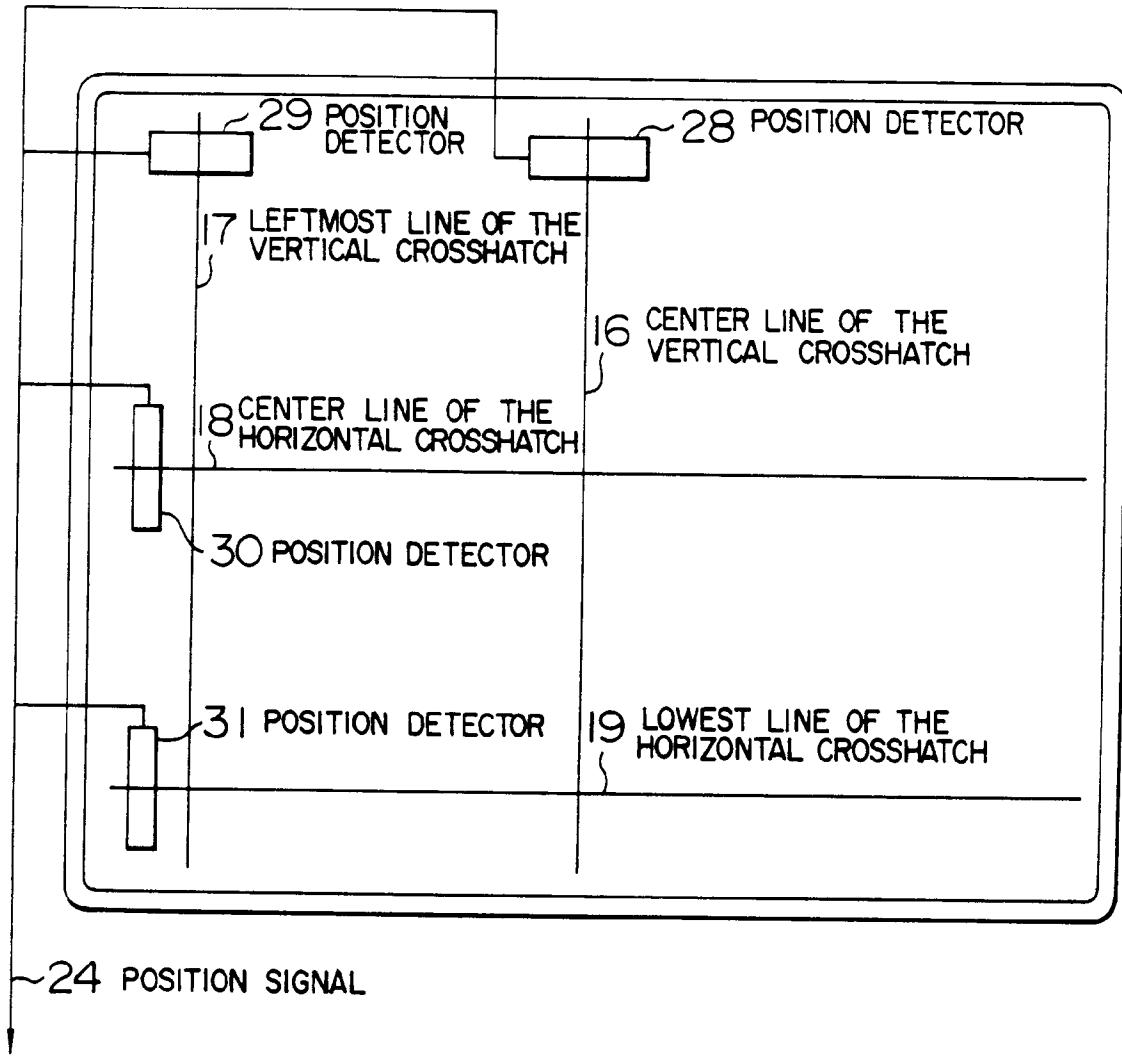 29 POSITION
DETECTOR
28 POSITION DETECTOR
17 LEFTMOST LINE OF THE
VERTICAL CROSSHATCH
16 CENTER LINE OF THE
VERTICAL CROSSHATCH
18 CENTER LINE OF THE
HORIZONTAL CROSSHATCH
30 POSITION DETECTOR
31 POSITION DETECTOR
19 LOWEST LINE OF THE
HORIZONTAL CROSSHATCH
24 POSITION SIGNAL